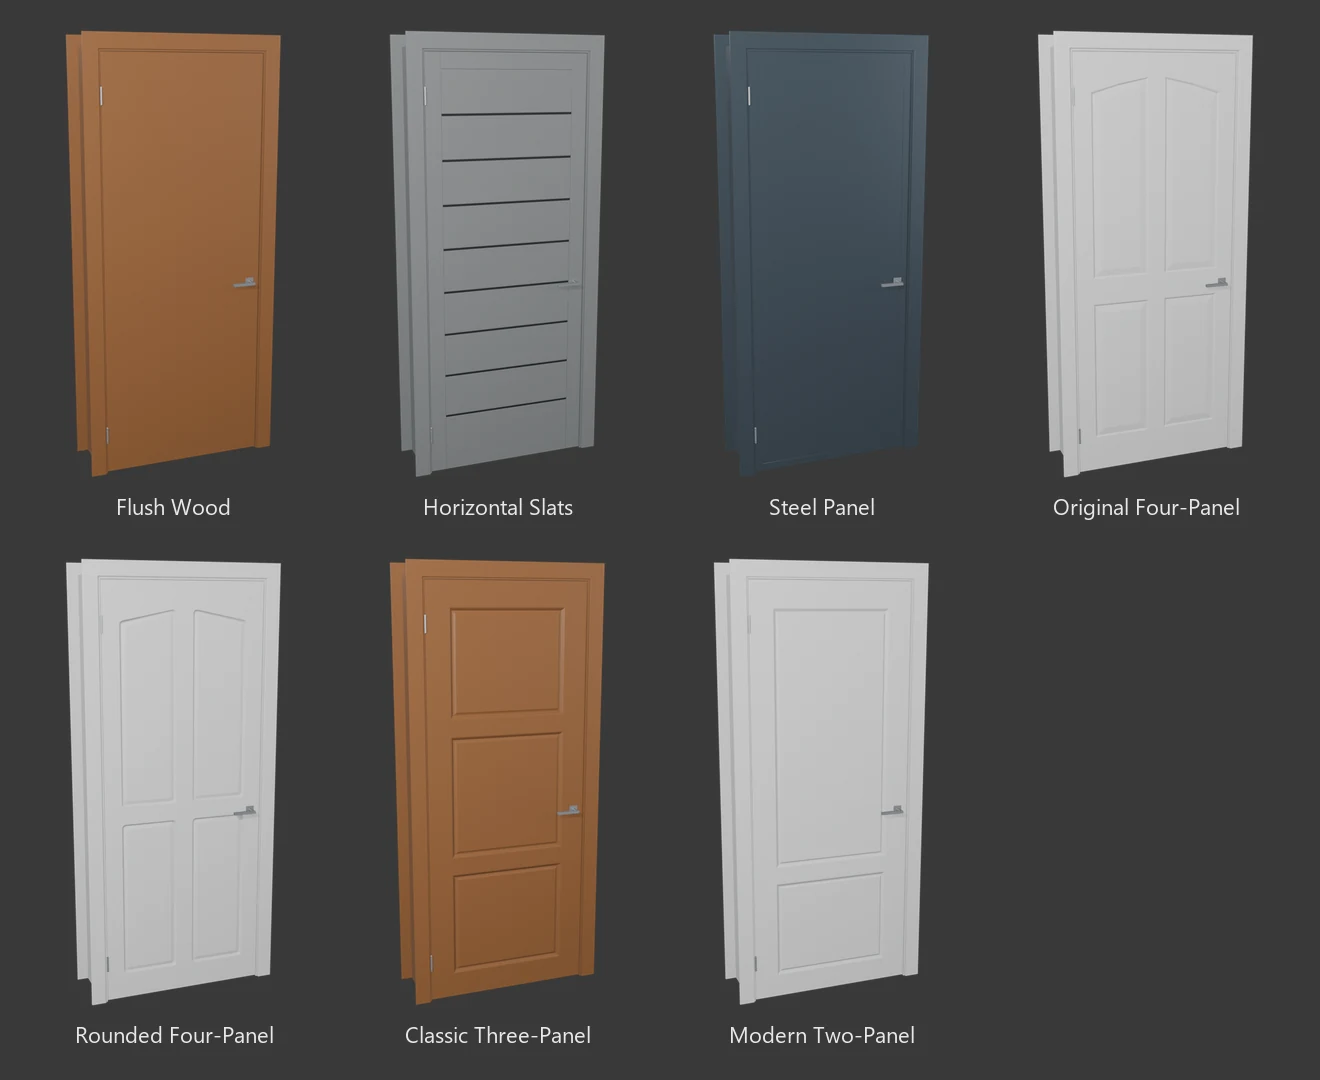 Flush Wood
Horizontal Slats
Steel Panel
Original Four-Panel
Rounded Four-Panel
Classic Three-Panel
Modern Two-Panel